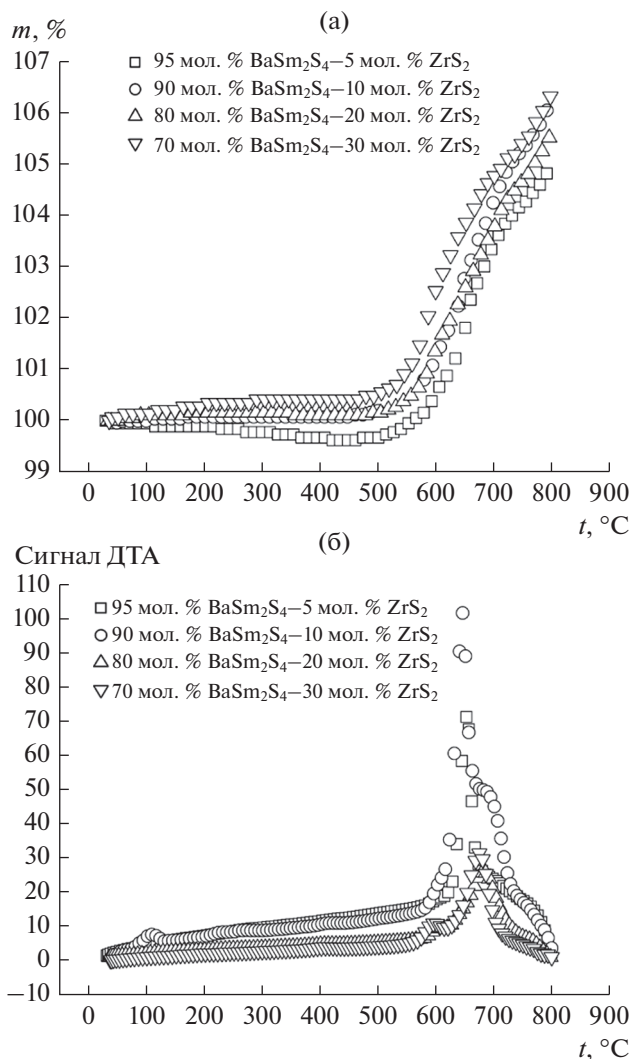 (а)
m, %
107
106
105
104
103
102
101
100
99
95 мол. % BaSm₂S₄–5 мол. % ZrS₂
90 мол. % BaSm₂S₄–10 мол. % ZrS₂
80 мол. % BaSm₂S₄–20 мол. % ZrS₂
70 мол. % BaSm₂S₄–30 мол. % ZrS₂
0 100 200 300 400 500 600 700 800 900
t, °C
(б)
Сигнал ДТА
110
100
90
80
70
60
50
40
30
20
10
0
–10
95 мол. % BaSm₂S₄–5 мол. % ZrS₂
90 мол. % BaSm₂S₄–10 мол. % ZrS₂
80 мол. % BaSm₂S₄–20 мол. % ZrS₂
70 мол. % BaSm₂S₄–30 мол. % ZrS₂
0 100 200 300 400 500 600 700 800 900
t, °C